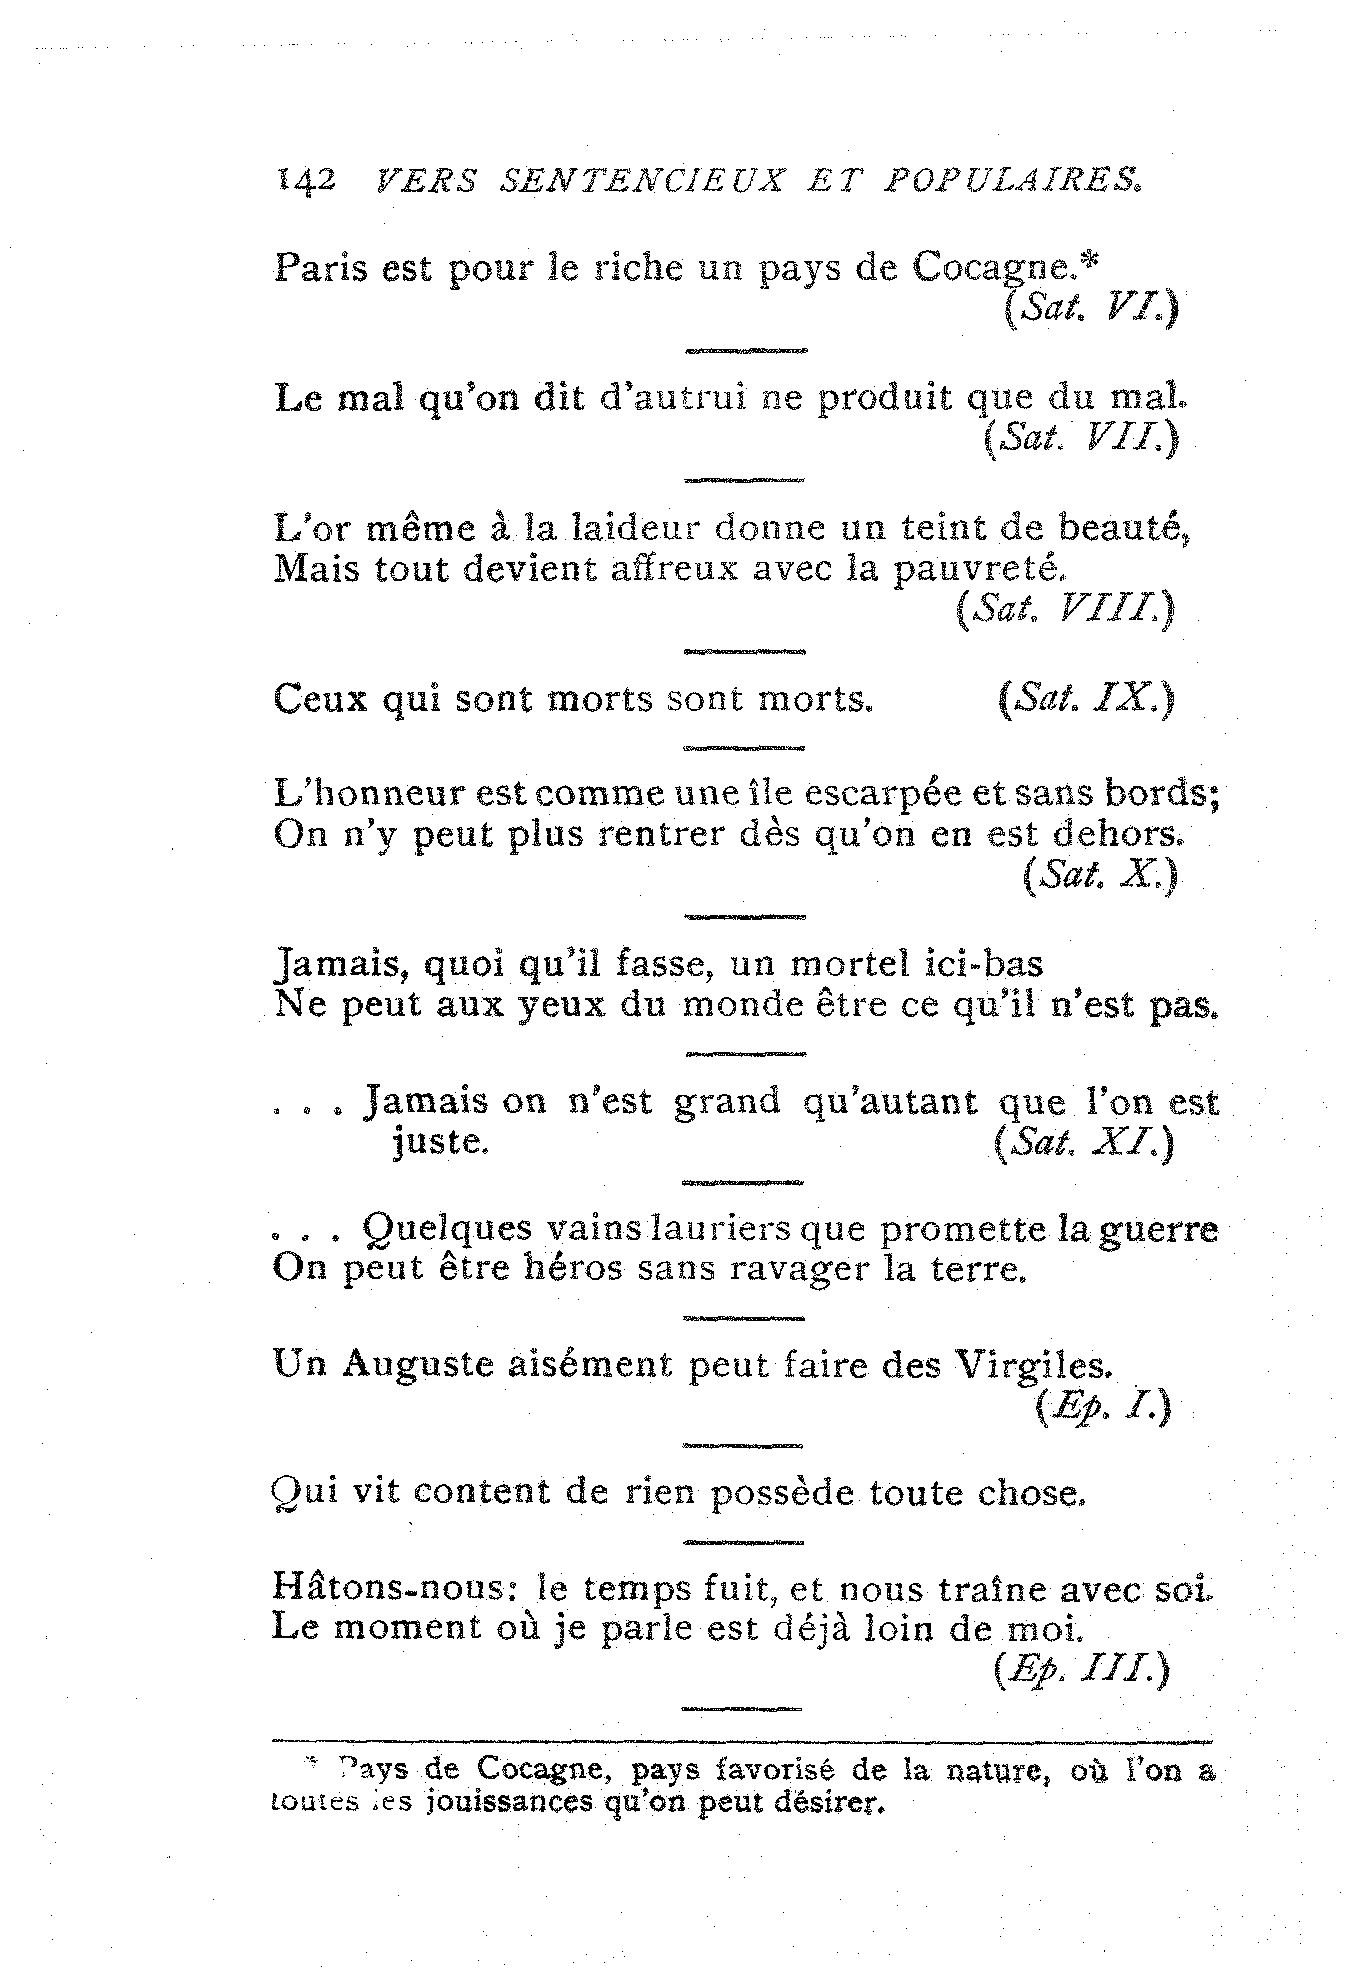 142 VERS SENTENCIEUX ET POPULAIRES.
Paris est pour le riche un pays de Cocagne.*
(Sat. VI.)
Le mal qu'on dit d'autrui ne produit que du mal.
(Sat. VII.)
L'or même à la laideur donne un teint de beauté,
Mais tout devient affreux avec la pauvreté.
(Sat. VIII.)
Ceux qui sont morts sont morts. (Sat. IX.)
L'honneur est comme une île escarpée et sans bords;
On n'y peut plus rentrer dès qu'on en est dehors.
(Sat. X.)
Jamais, quoi qu'il fasse, un mortel ici-bas
Ne peut aux yeux du monde être ce qu'il n'est pas.
. . . Jamais on n'est grand qu'autant que l'on est
juste. (Sat. XI.)
. . . Quelques vains lauriers que promette la guerre
On peut être héros sans ravager la terre.
Un Auguste aisément peut faire des Virgiles.
(Ep. I.)
Qui vit content de rien possède toute chose.
Hâtons-nous: le temps fuit, et nous traîne avec soi.
Le moment où je parle est déjà loin de moi.
(Ep. III.)
* Pays de Cocagne, pays favorisé de la nature, où l'on a
toutes les jouissances qu'on peut désirer.